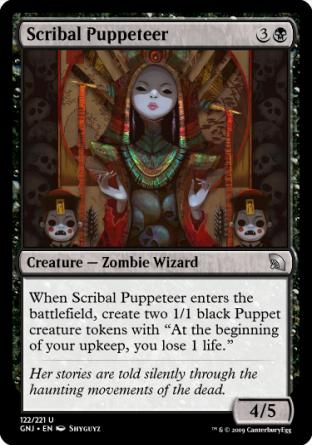 Scribal Puppeteer 3
Creature — Zombie Wizard
When Scribal Puppeteer enters the
battlefield, create two 1/1 black Puppet
creature tokens with “At the beginning
of your upkeep, you lose 1 life.”
Her stories are told silently through the
haunting movements of the dead.
4/5
122/221 U
GNJ • EN SHYGUYZ
™ & © 2019 CanterburyEgg